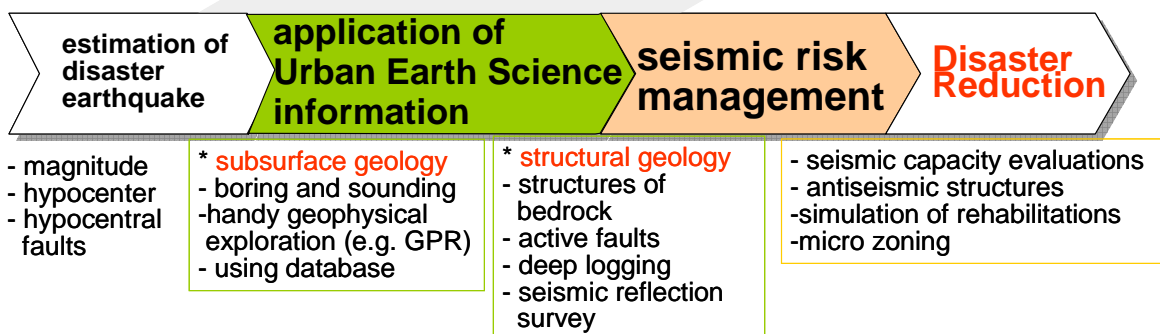 estimation of
disaster
earthquake
application of
Urban Earth Science
information
seismic risk
management
Disaster
Reduction
- magnitude
- hypocenter
- hypocentral
faults
* subsurface geology
- boring and sounding
-handy geophysical
exploration (e.g. GPR)
- using database
* structural geology
- structures of
bedrock
- active faults
- deep logging
- seismic reflection
survey
- seismic capacity evaluations
- antiseismic structures
-simulation of rehabilitations
-micro zoning